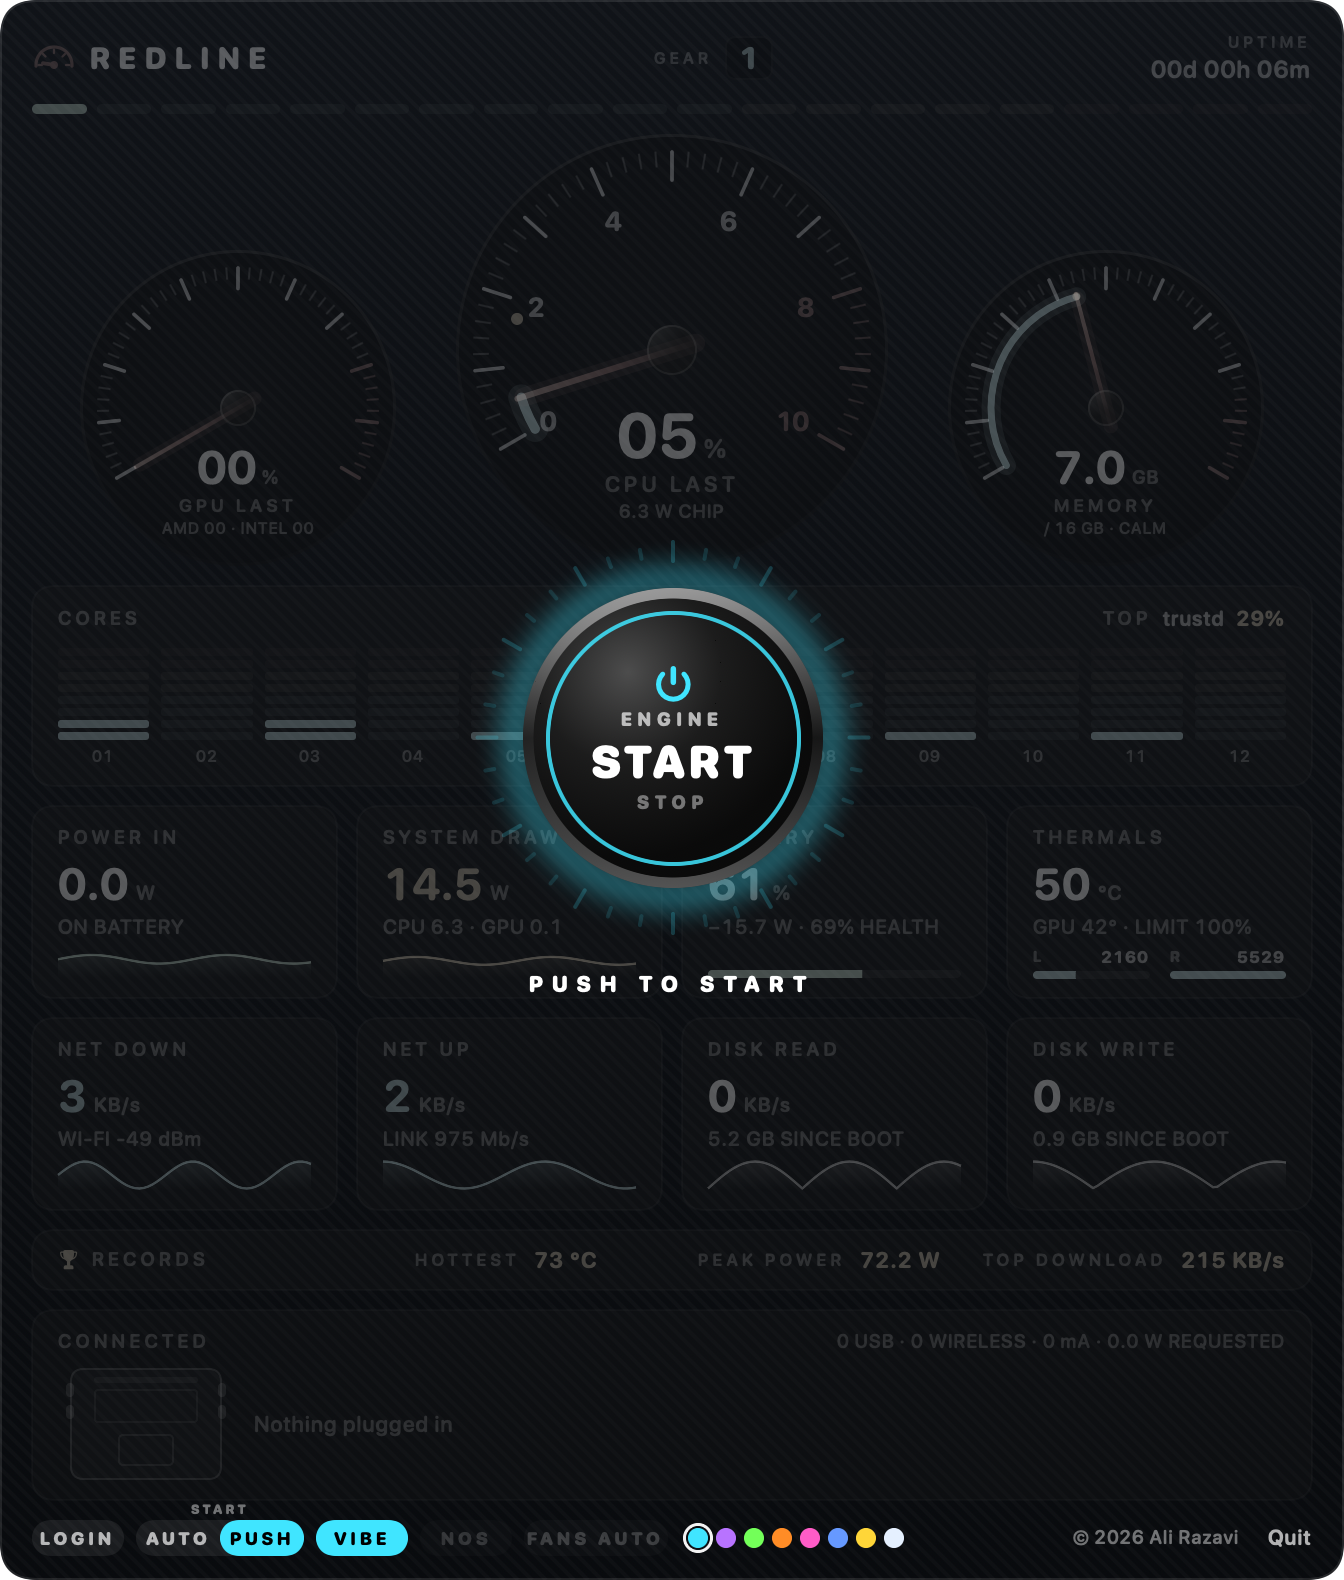 REDLINE
GEAR 1
UPTIME
00d 00h 06m
4 6
2 8
0 10
00 %
GPU LAST
AMD 00 · INTEL 00
05 %
CPU LAST
6.3 W CHIP
7.0 GB
MEMORY
/ 16 GB · CALM
CORES
TOP trustd 29%
01 02 03 04 05 08 09 10 11 12
ENGINE
START
STOP
PUSH TO START
POWER IN
0.0 W
ON BATTERY
SYSTEM DRAW
14.5 W
CPU 6.3 · GPU 0.1
RY
61 %
−15.7 W · 69% HEALTH
THERMALS
50 °C
GPU 42° · LIMIT 100%
L 2160 R 5529
NET DOWN
3 KB/s
WI-FI -49 dBm
NET UP
2 KB/s
LINK 975 Mb/s
DISK READ
0 KB/s
5.2 GB SINCE BOOT
DISK WRITE
0 KB/s
0.9 GB SINCE BOOT
RECORDS
HOTTEST 73 °C
PEAK POWER 72.2 W
TOP DOWNLOAD 215 KB/s
CONNECTED
0 USB · 0 WIRELESS · 0 mA · 0.0 W REQUESTED
Nothing plugged in
START
LOGIN AUTO PUSH VIBE NOS FANS AUTO
© 2026 Ali Razavi Quit